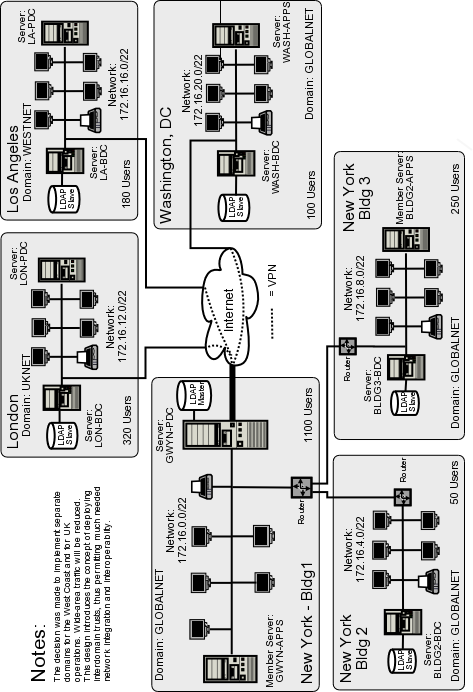 Notes:
The decision was made to implement separate
domains for the West Coast and for UK
operations. Wide-area traffic will be reduced.
This design introduces the concept of deploying
interdomain trusts, thus permitting much needed
network integration and interoperability.
London
Domain: UKNET
Server:
LON-PDC
Network:
172.16.12.0/22
LDAP
Slave
Server:
LON-BDC
320 Users
Los Angeles
Domain: WESTNET
Server:
LA-PDC
Network:
172.16.16.0/22
LDAP
Slave
Server:
LA-BDC
180 Users
Washington, DC
Server:
WASH-APPS
Network:
172.16.20.0/22
Domain: GLOBALNET
LDAP
Slave
Server:
WASH-BDC
100 Users
Internet
= VPN
Domain: GLOBALNET
Network:
172.16.0.0/22
Server:
GWYN-PDC
LDAP
Master
Member Server:
GWYN-APPS
New York - Bldg1
Router
1100 Users
New York
Bldg 2
Network:
172.16.4.0/22
Router
50 Users
LDAP
Slave
Server:
BLDG2-BDC
Domain: GLOBALNET
New York
Bldg 3
Router
Network:
172.16.8.0/22
Member Server:
BLDG2-APPS
250 Users
Server:
BLDG3-BDC
LDAP
Slave
Domain: GLOBALNET